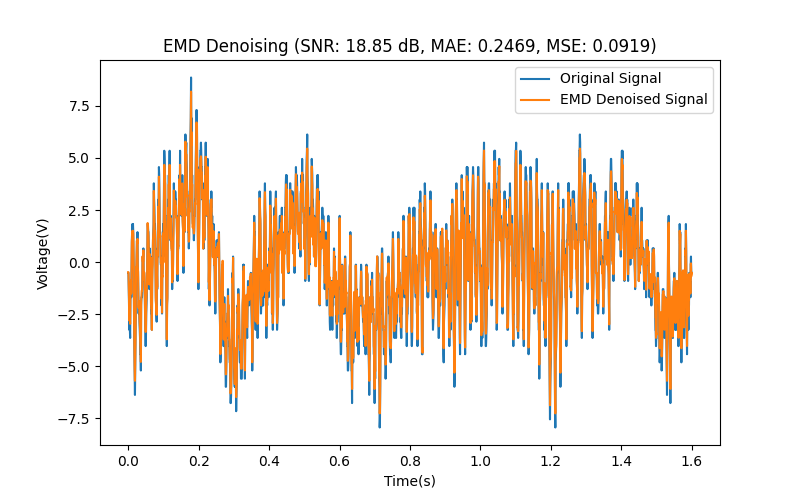 EMD Denoising (SNR: 18.85 dB, MAE: 0.2469, MSE: 0.0919)
Original Signal
EMD Denoised Signal
Voltage(V)
7.5
5.0
2.5
0.0
−2.5
−5.0
−7.5
0.0 0.2 0.4 0.6 0.8 1.0 1.2 1.4 1.6
Time(s)